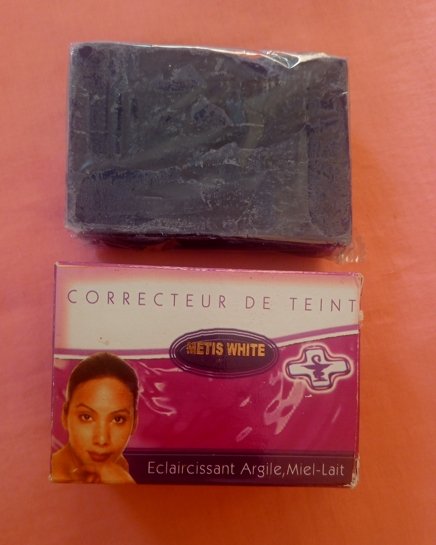 CORRECTEUR DE TEINT
METIS WHITE
Eclaircissant Argile,Miel-Lait